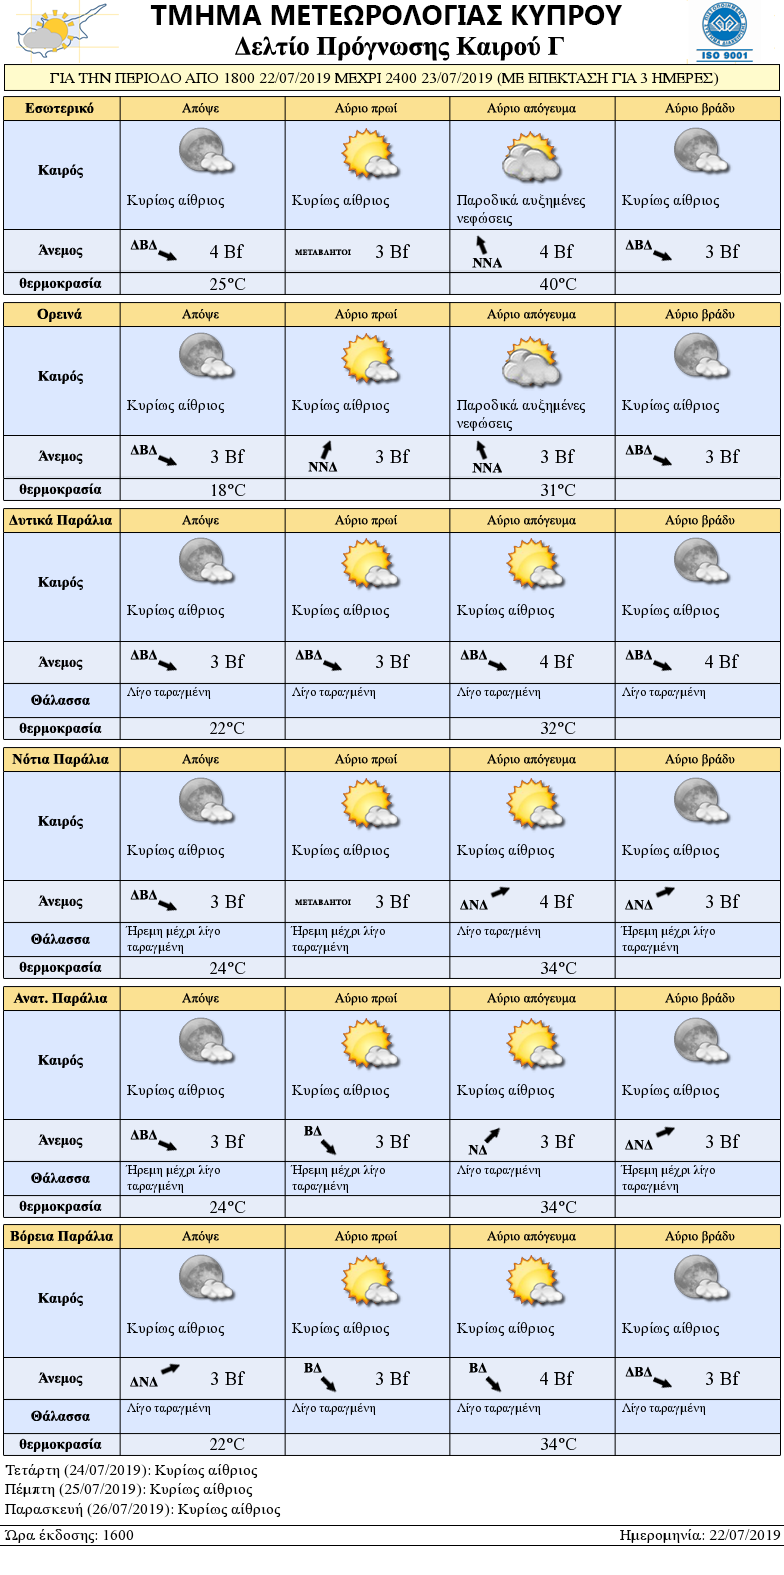 ΤΜΗΜΑ ΜΕΤΕΩΡΟΛΟΓΙΑΣ ΚΥΠΡΟΥ
Δελτίο Πρόγνωσης Καιρού Γ
ISO 9001
ΓΙΑ ΤΗΝ ΠΕΡΙΟΔΟ ΑΠΟ 1800 22/07/2019 ΜΕΧΡΙ 2400 23/07/2019 (ΜΕ ΕΠΕΚΤΑΣΗ ΓΙΑ 3 ΗΜΕΡΕΣ)
Εσωτερικό Απόψε Αύριο πρωί Αύριο απόγευμα Αύριο βράδυ
Καιρός Κυρίως αίθριος Κυρίως αίθριος Παροδικά αυξημένες νεφώσεις Κυρίως αίθριος
Άνεμος ΔΒΔ 4 Bf ΜΕΤΑΒΛΗΤΟΙ 3 Bf ΝΝΑ 4 Bf ΔΒΔ 3 Bf
θερμοκρασία 25°C 40°C
Ορεινά Απόψε Αύριο πρωί Αύριο απόγευμα Αύριο βράδυ
Καιρός Κυρίως αίθριος Κυρίως αίθριος Παροδικά αυξημένες νεφώσεις Κυρίως αίθριος
Άνεμος ΔΒΔ 3 Bf ΝΝΔ 3 Bf ΝΝΑ 3 Bf ΔΒΔ 3 Bf
θερμοκρασία 18°C 31°C
Δυτικά Παράλια Απόψε Αύριο πρωί Αύριο απόγευμα Αύριο βράδυ
Καιρός Κυρίως αίθριος Κυρίως αίθριος Κυρίως αίθριος Κυρίως αίθριος
Άνεμος ΔΒΔ 3 Bf ΔΒΔ 3 Bf ΔΒΔ 4 Bf ΔΒΔ 4 Bf
Θάλασσα Λίγο ταραγμένη Λίγο ταραγμένη Λίγο ταραγμένη Λίγο ταραγμένη
θερμοκρασία 22°C 32°C
Νότια Παράλια Απόψε Αύριο πρωί Αύριο απόγευμα Αύριο βράδυ
Καιρός Κυρίως αίθριος Κυρίως αίθριος Κυρίως αίθριος Κυρίως αίθριος
Άνεμος ΔΒΔ 3 Bf ΜΕΤΑΒΛΗΤΟΙ 3 Bf ΔΝΔ 4 Bf ΔΝΔ 3 Bf
Θάλασσα Ήρεμη μέχρι λίγο ταραγμένη Ήρεμη μέχρι λίγο ταραγμένη Λίγο ταραγμένη Ήρεμη μέχρι λίγο ταραγμένη
θερμοκρασία 24°C 34°C
Ανατ. Παράλια Απόψε Αύριο πρωί Αύριο απόγευμα Αύριο βράδυ
Καιρός Κυρίως αίθριος Κυρίως αίθριος Κυρίως αίθριος Κυρίως αίθριος
Άνεμος ΔΒΔ 3 Bf ΒΔ 3 Bf ΝΔ 3 Bf ΔΝΔ 3 Bf
Θάλασσα Ήρεμη μέχρι λίγο ταραγμένη Ήρεμη μέχρι λίγο ταραγμένη Λίγο ταραγμένη Ήρεμη μέχρι λίγο ταραγμένη
θερμοκρασία 24°C 34°C
Βόρεια Παράλια Απόψε Αύριο πρωί Αύριο απόγευμα Αύριο βράδυ
Καιρός Κυρίως αίθριος Κυρίως αίθριος Κυρίως αίθριος Κυρίως αίθριος
Άνεμος ΔΝΔ 3 Bf ΒΔ 3 Bf ΒΔ 4 Bf ΔΒΔ 3 Bf
Θάλασσα Λίγο ταραγμένη Λίγο ταραγμένη Λίγο ταραγμένη Λίγο ταραγμένη
θερμοκρασία 22°C 34°C
Τετάρτη (24/07/2019): Κυρίως αίθριος
Πέμπτη (25/07/2019): Κυρίως αίθριος
Παρασκευή (26/07/2019): Κυρίως αίθριος
Ώρα έκδοσης: 1600 Ημερομηνία: 22/07/2019